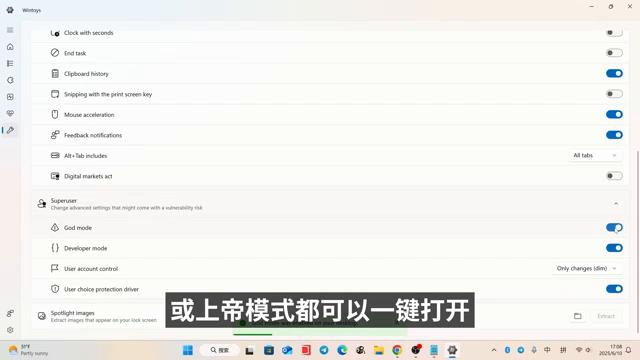 Wintoys
Clock with seconds
End task
Clipboard history
Snipping with the print screen key
Mouse acceleration
Feedback notifications
Alt+Tab includes
All tabs
Digital markets act
Superuser
Change advanced settings that might come with a vulnerability risk
God mode
Developer mode
User account control
Only changes (dim)
User choice protection driver
Spotlight images
Extract images that appear on your lock screen
Extract
或上帝模式都可以一键打开
51°F
Partly sunny
搜索
中
拼
17:08
2025/6/08